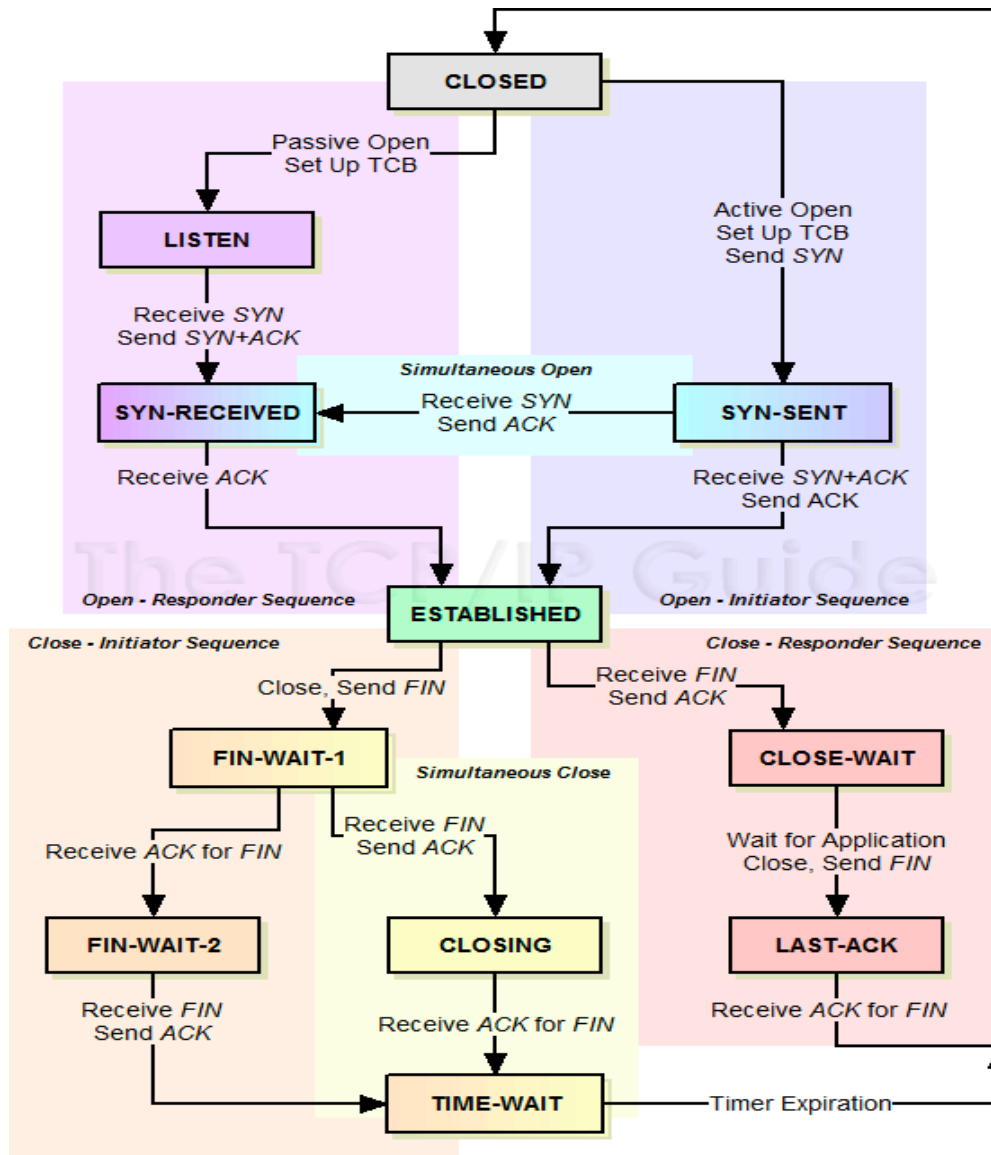 CLOSED
Passive Open
Set Up TCB
LISTEN
Active Open
Set Up TCB
Send SYN
Receive SYN
Send SYN+ACK
Simultaneous Open
SYN-RECEIVED
Receive SYN
Send ACK
SYN-SENT
Receive ACK
Receive SYN+ACK
Send ACK
The TCP/IP Guide
Open - Responder Sequence
ESTABLISHED
Open - Initiator Sequence
Close - Initiator Sequence
Close - Responder Sequence
Close, Send FIN
Receive FIN
Send ACK
FIN-WAIT-1
CLOSE-WAIT
Simultaneous Close
Receive ACK for FIN
Receive FIN
Send ACK
Wait for Application
Close, Send FIN
FIN-WAIT-2
CLOSING
LAST-ACK
Receive FIN
Send ACK
Receive ACK for FIN
Receive ACK for FIN
TIME-WAIT
Timer Expiration